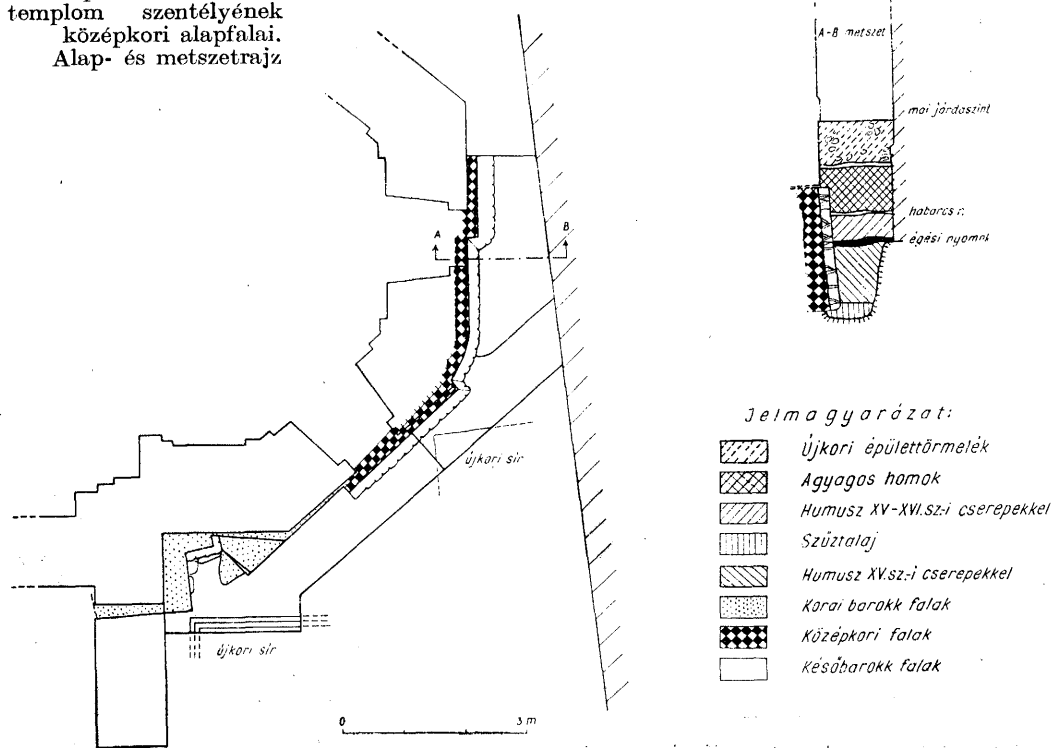 templom szentélyének
középkori alapfalai.
Alap- és metszetrajz
A-B metszet
mai járdaszint
habarcs r.
égési nyomok
A
B
újkori sír
újkori sír
0 3 m
Jelmagyarázat:
Újkori épülettörmelék
Agyagos homok
Humusz XV-XVI.sz.-i cserepekkel
Szűztalaj
Humusz XV.sz.-i cserepekkel
Korai barokk falak
Középkori falak
Későbarokk falak